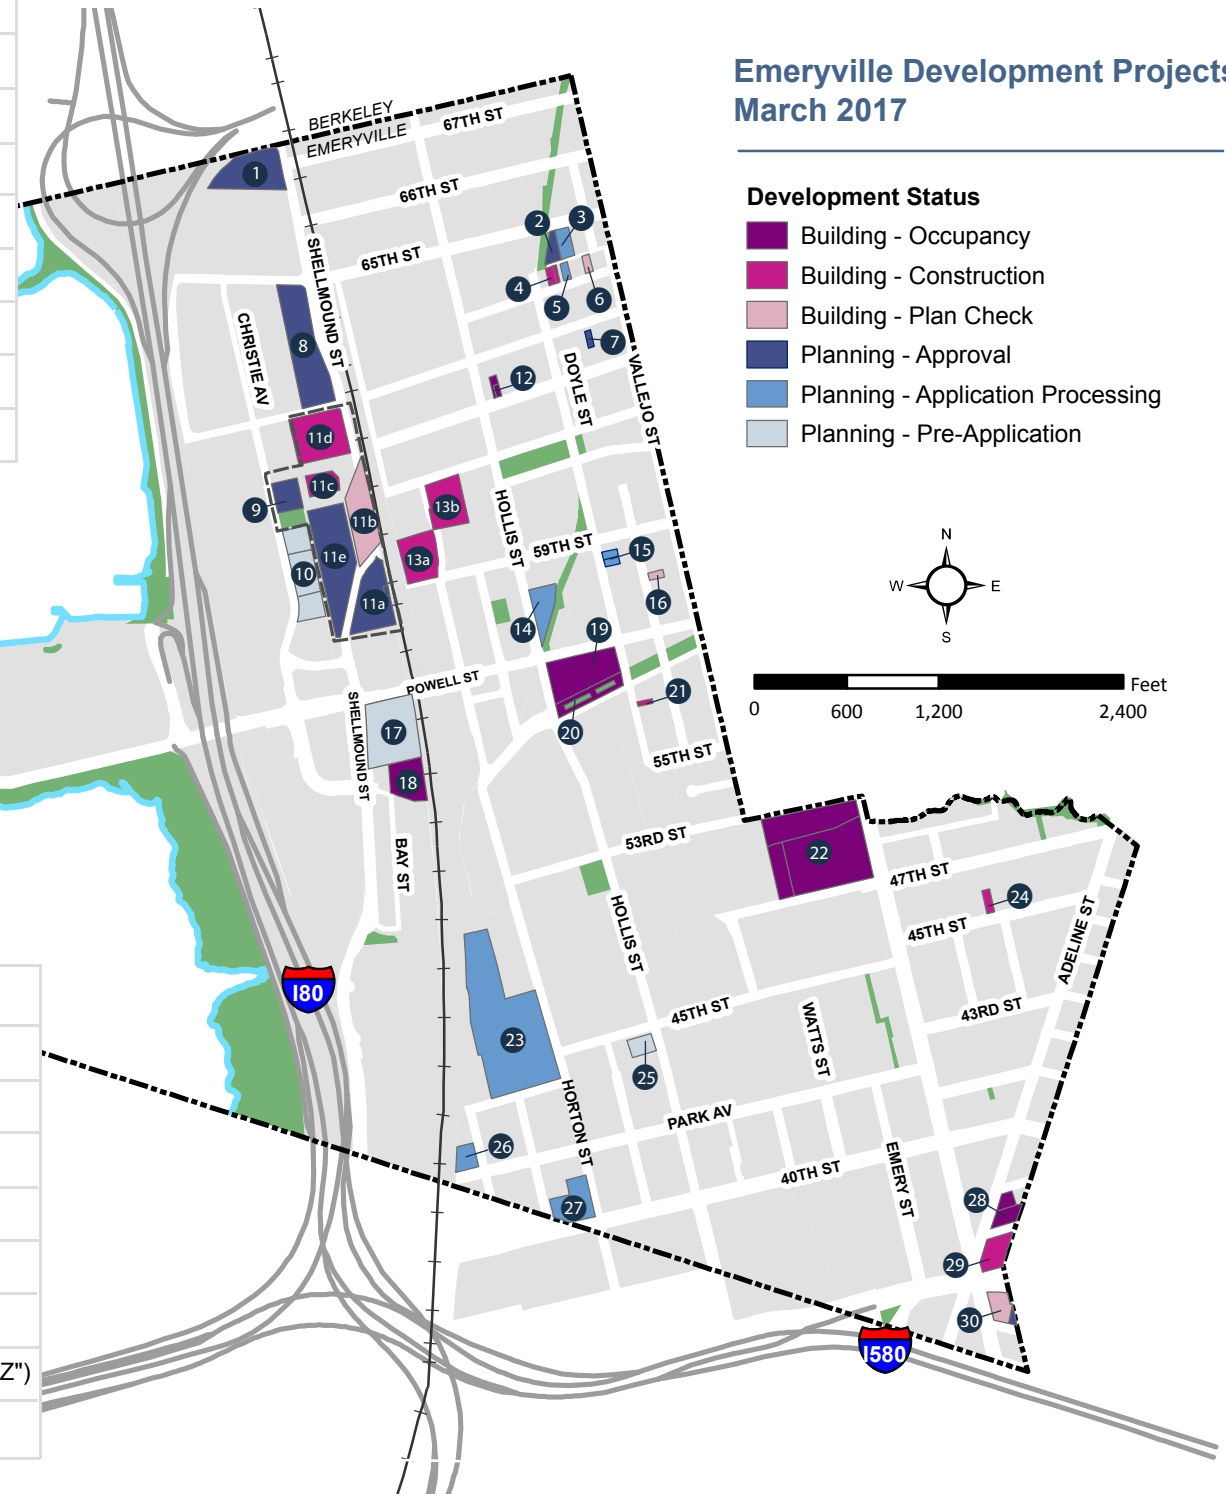 Emeryville Development Projects
March 2017
Development Status
Building - Occupancy
Building - Construction
Building - Plan Check
Planning - Approval
Planning - Application Processing
Planning - Pre-Application
N
W E
S
Feet
0 600 1,200 2,400
BERKELEY
EMERYVILLE
67TH ST
66TH ST
65TH ST
SHELLMOUND ST
CHRISTIE AV
DOYLE ST
VALLEJO ST
HOLLIS ST
59TH ST
POWELL ST
SHELLMOUND ST
55TH ST
53RD ST
BAY ST
HOLLIS ST
47TH ST
45TH ST
ADELINE ST
43RD ST
45TH ST
WATTS ST
HORTON ST
PARK AV
40TH ST
EMERY ST
I80
I580
1
2
3
4
5
6
7
8
9
10
11a
11b
11c
11d
11e
12
13a
13b
14
15
16
17
18
19
20
21
22
23
24
25
26
27
28
29
30
Z")